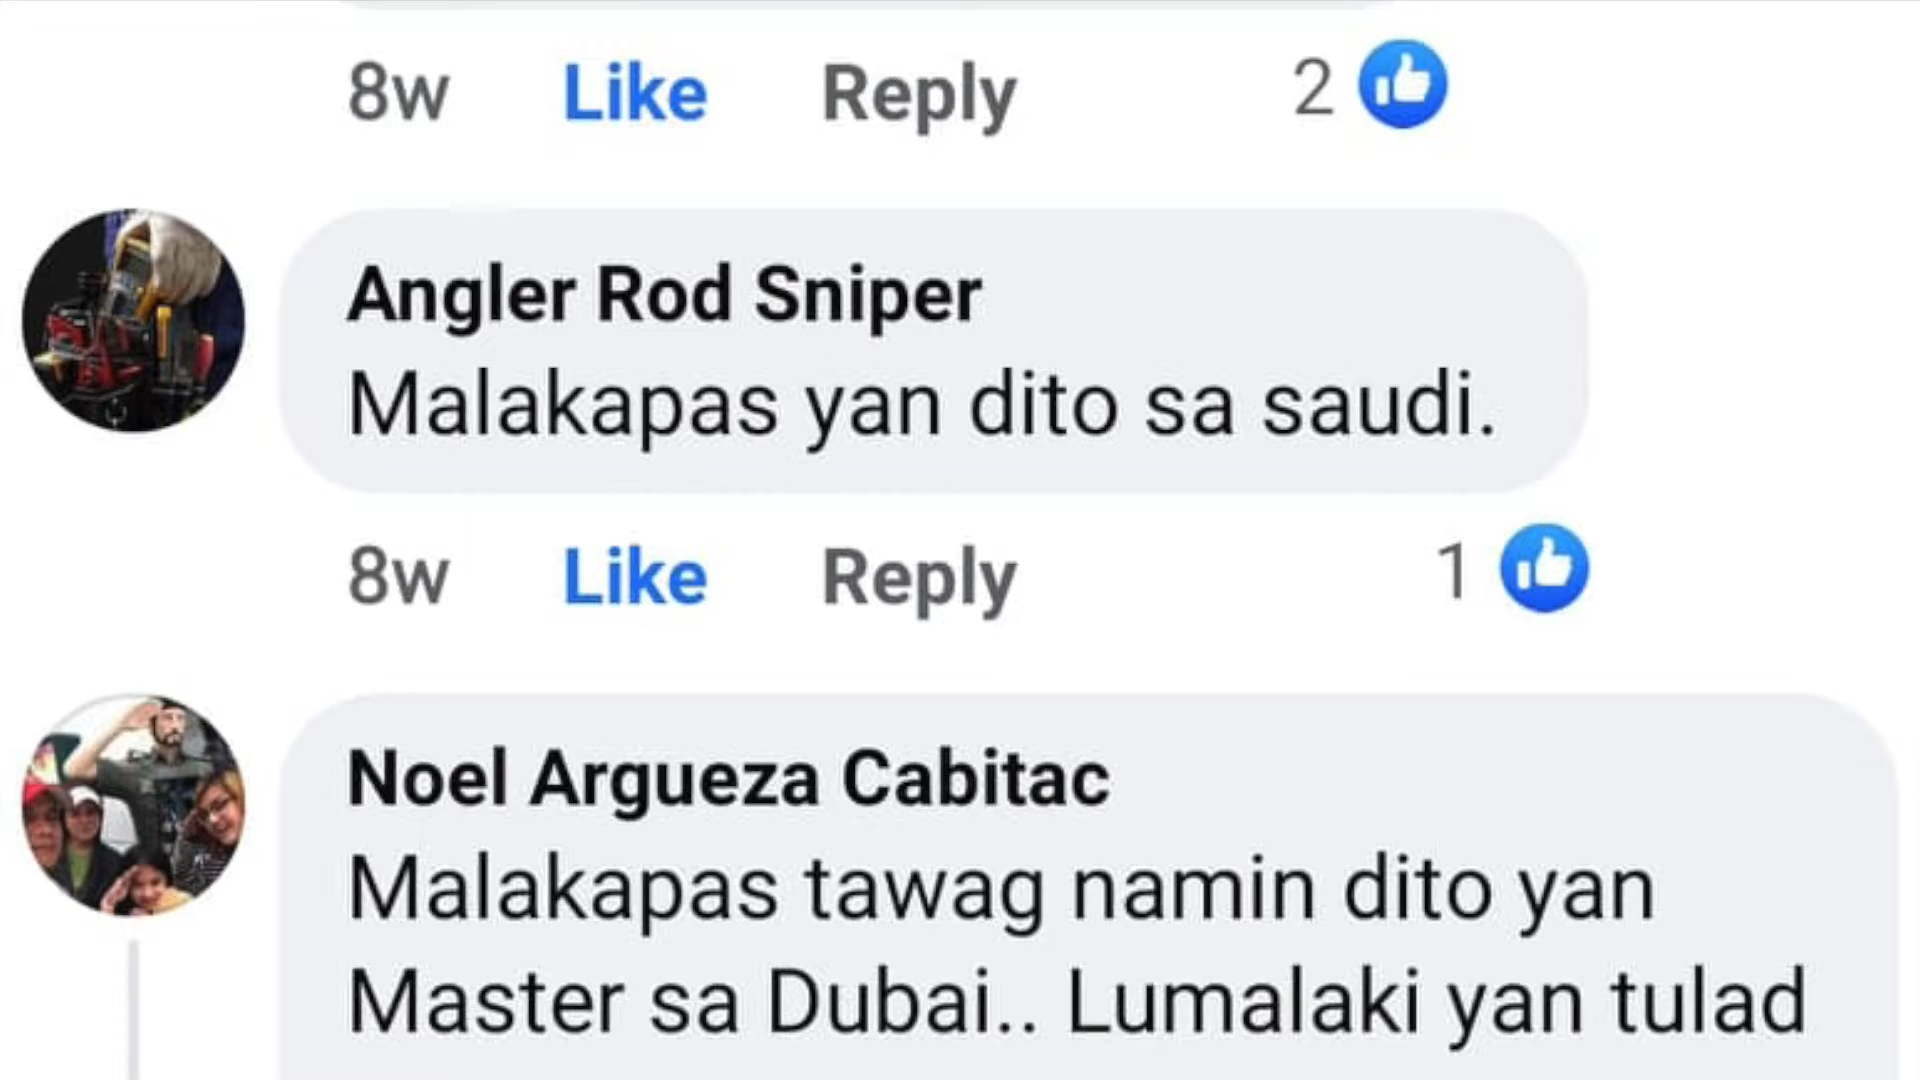 8w Like Reply 2
Angler Rod Sniper
Malakapas yan dito sa saudi.
8w Like Reply 1
Noel Argueza Cabitac
Malakapas tawag namin dito yan
Master sa Dubai.. Lumalaki yan tulad